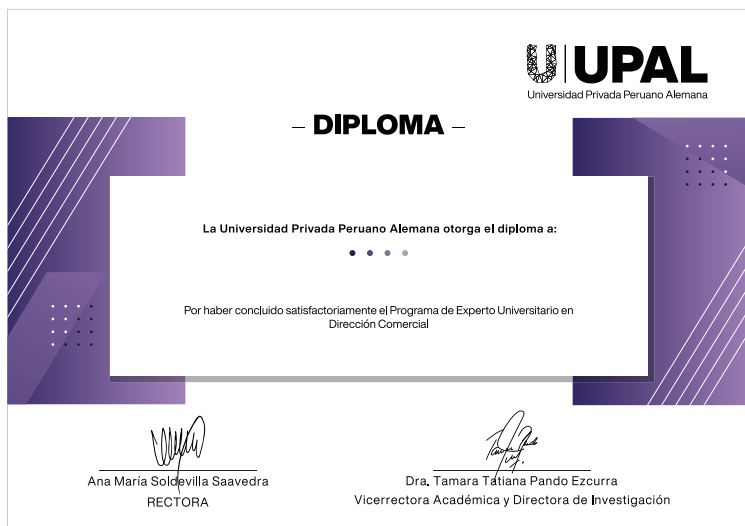 UPAL
Universidad Privada Peruano Alemana
– DIPLOMA –
La Universidad Privada Peruano Alemana otorga el diploma a:
Por haber concluido satisfactoriamente el Programa de Experto Universitario en
Dirección Comercial
Ana María Soldevilla Saavedra
RECTORA
Dra. Tamara Tatiana Pando Ezcurra
Vicerrectora Académica y Directora de Investigación